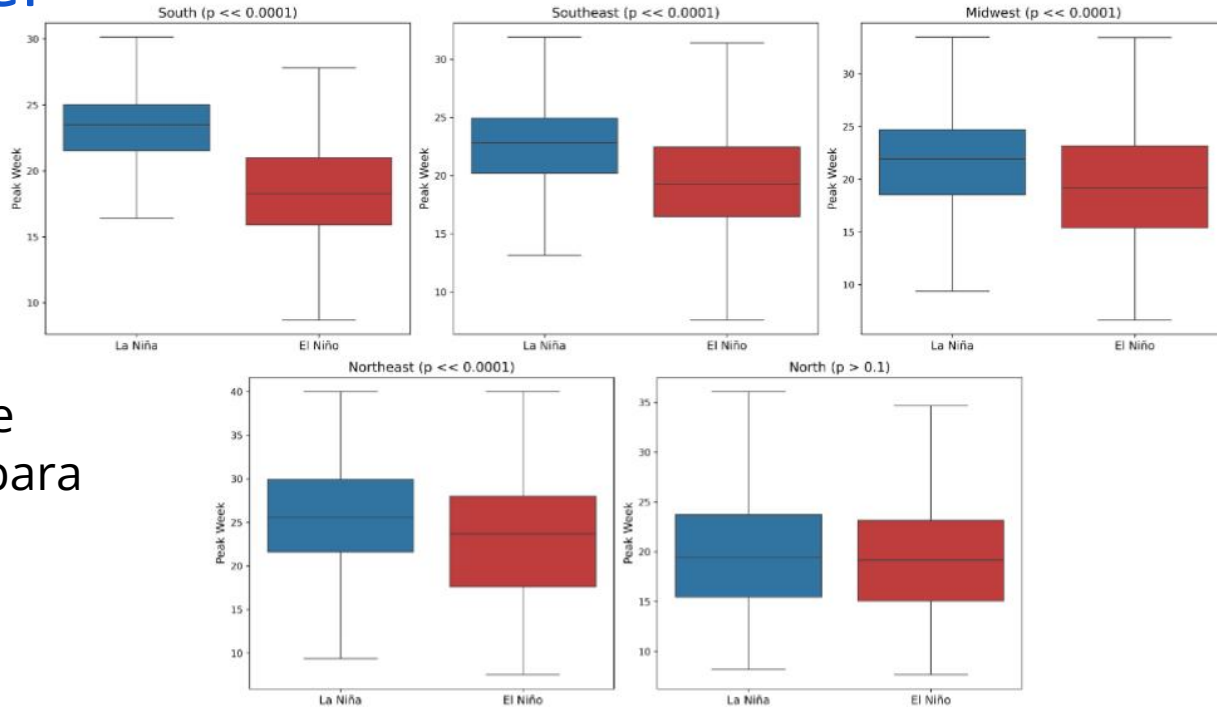 South (p << 0.0001)
Southeast (p << 0.0001)
Midwest (p << 0.0001)
30
25
20
15
10
Peak Week
La Niña El Niño
30
25
20
15
10
Peak Week
La Niña El Niño
30
25
20
15
10
Peak Week
La Niña El Niño
e
para
Northeast (p << 0.0001)
North (p > 0.1)
40
35
30
25
20
15
10
Peak Week
La Niña El Niño
35
30
25
20
15
10
Peak Week
La Niña El Niño